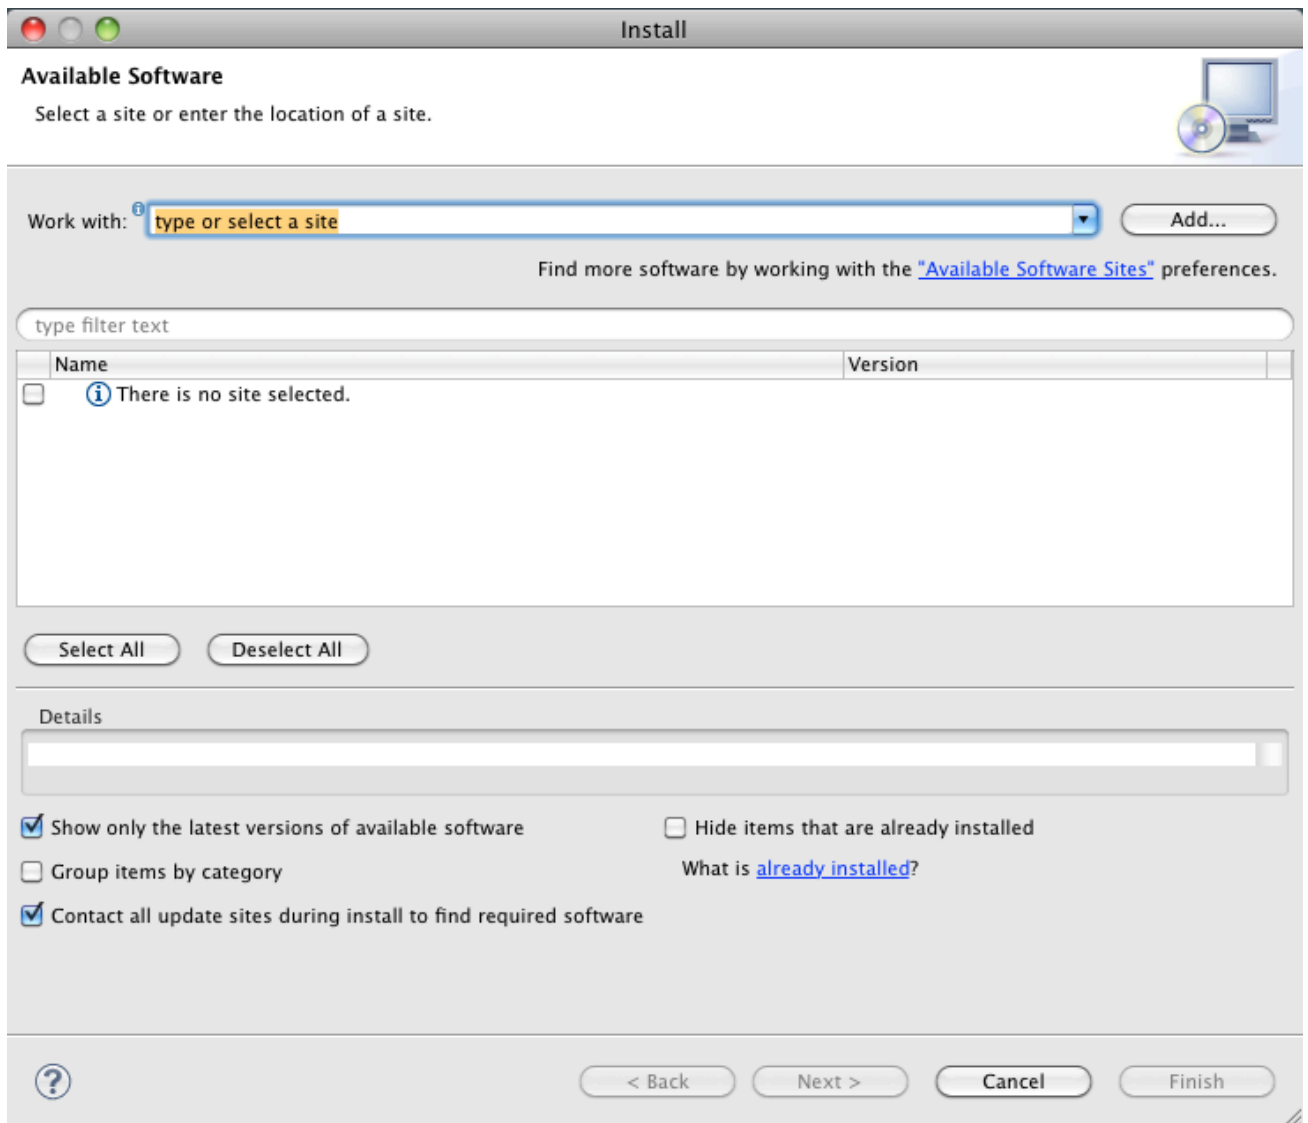 Install
Available Software
Select a site or enter the location of a site.
Work with: type or select a site Add...
Find more software by working with the "Available Software Sites" preferences.
type filter text
Name Version
There is no site selected.
Select All Deselect All
Details
Show only the latest versions of available software Hide items that are already installed
Group items by category What is already installed?
Contact all update sites during install to find required software
? < Back Next > Cancel Finish